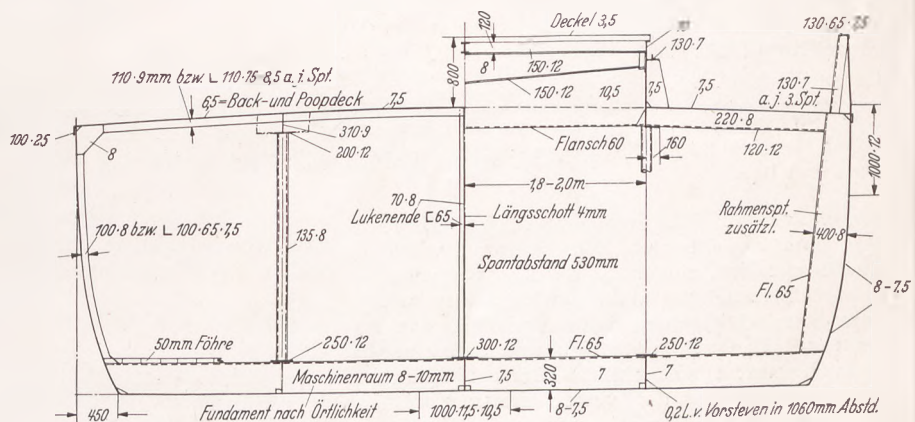 Deckel 3,5
130·65·7,5
120
130·7
800
8
150·12
150·12
10,5
7,5
7,5
130·7
a. j. 3. Spt.
110·9mm bzw. L 110·75·8,5 a. j. Spt.
6,5=Back- und Poopdeck
7,5
220·8
100·25
8
310·9
200·12
Flansch 60
160
120·12
1000·12
1,8–2,0m
70·8
Lukenende [65
Längsschott 4mm
Rahmenspt.
zusätzl.
400·8
100·8 bzw. L 100·65·7,5
135·8
Spantabstand 530mm
Fl. 65
8–7,5
50mm Föhre
250·12
300·12
Fl. 65
250·12
Maschinenraum 8–10mm
7,5
320
7
7
450
Fundament nach Örtlichkeit
1000·11,5–10,5
8–7,5
0,2 L. v. Vorsteven in 1060mm Abstd.